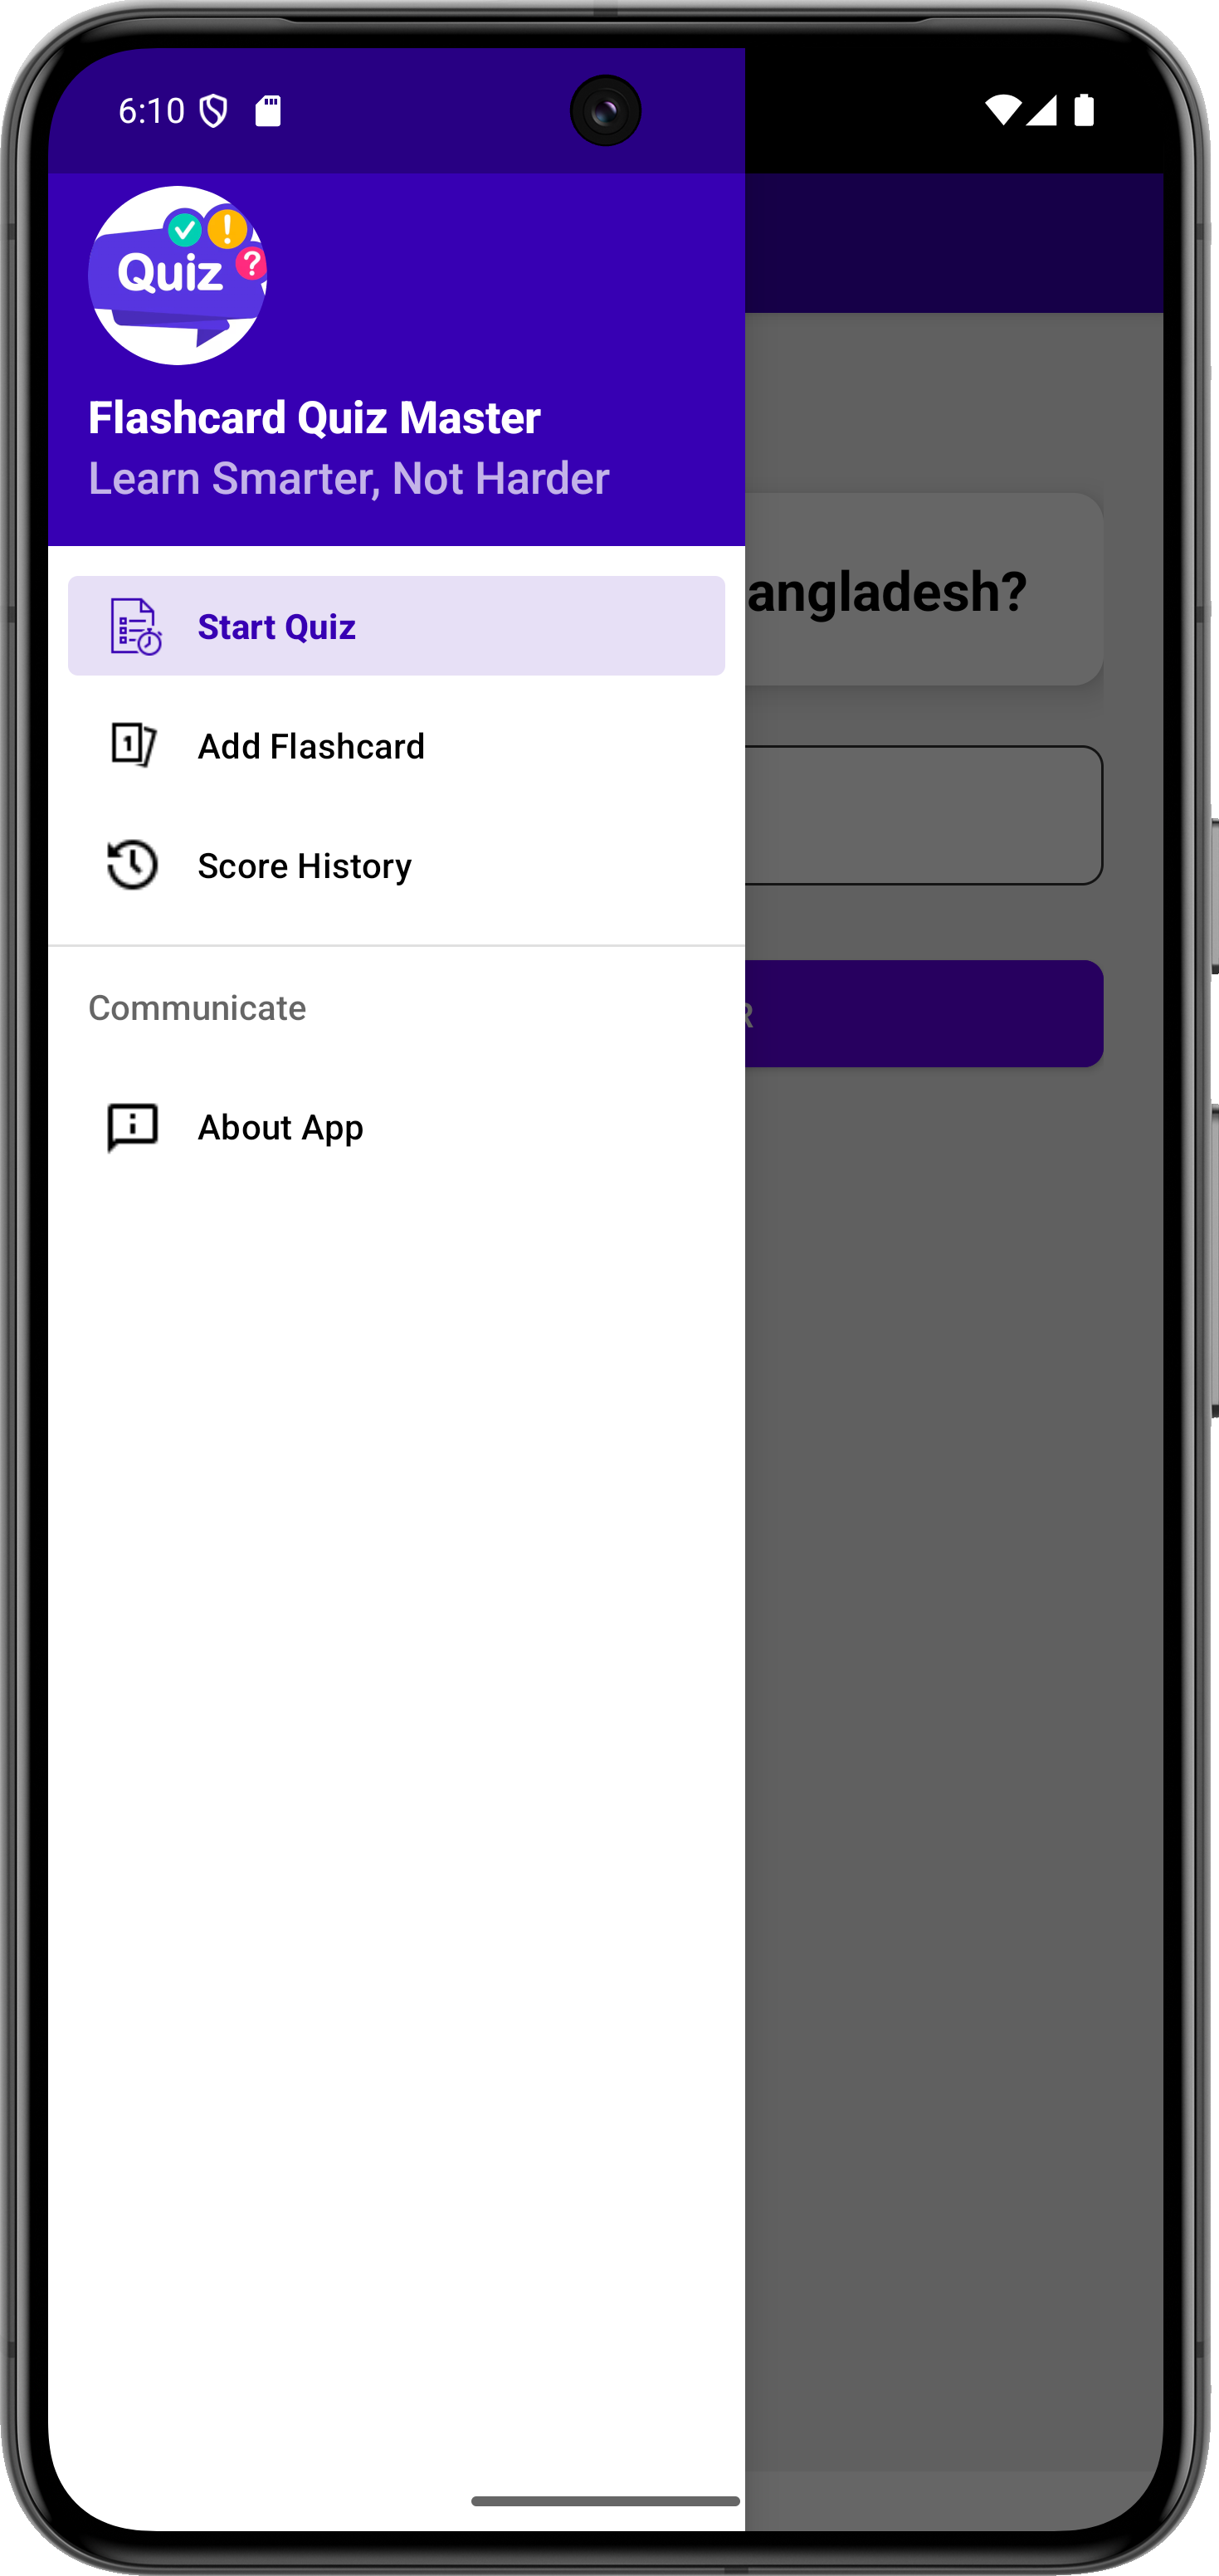 6:10
Quiz
Flashcard Quiz Master
Learn Smarter, Not Harder
angladesh?
Start Quiz
Add Flashcard
Score History
R
Communicate
About App